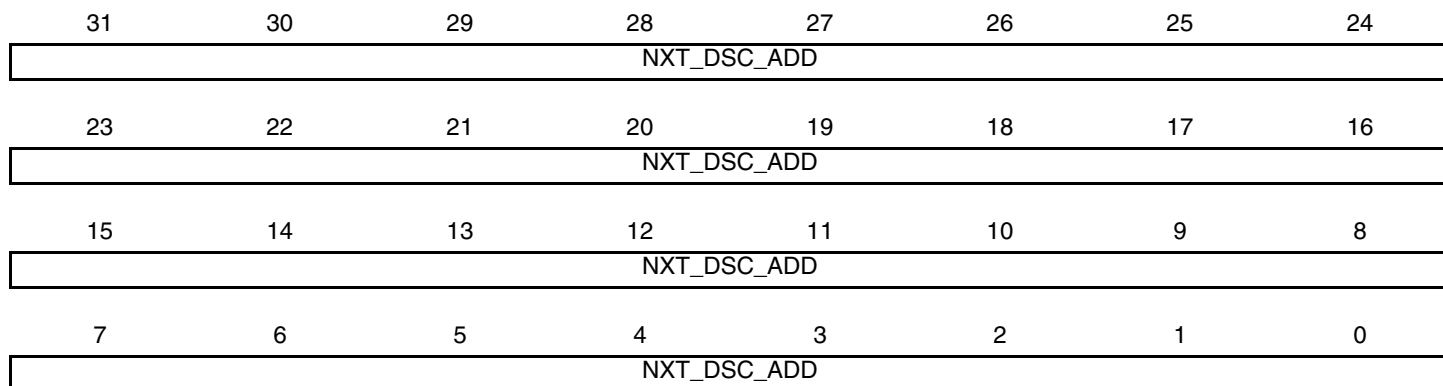 31 30 29 28 27 26 25 24
NXT_DSC_ADD
23 22 21 20 19 18 17 16
NXT_DSC_ADD
15 14 13 12 11 10 9 8
NXT_DSC_ADD
7 6 5 4 3 2 1 0
NXT_DSC_ADD